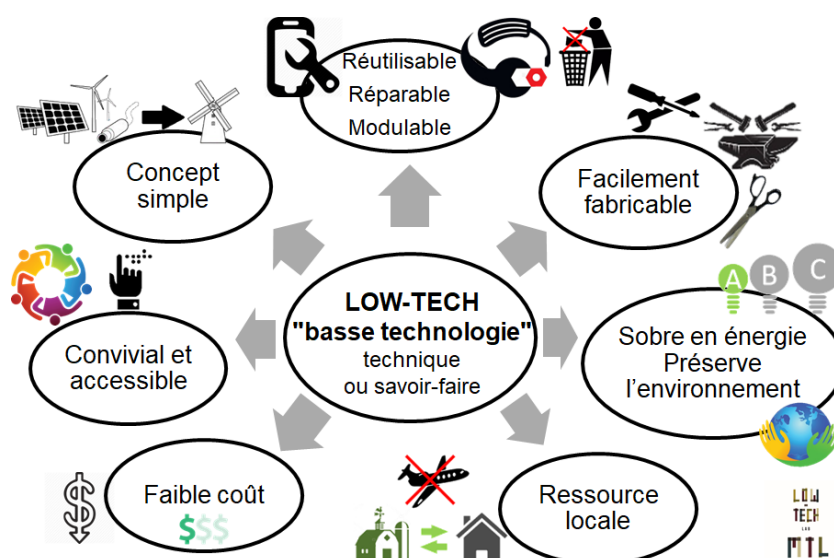 Réutilisable
Réparable
Modulable
Concept
simple
Facilement
fabricable
A B C
LOW-TECH
"basse technologie"
technique
ou savoir-faire
Convivial et
accessible
Sobre en énergie
Préserve
l'environnement
Faible coût
$$$
Ressource
locale
LOW
TECH
LAB
MTL